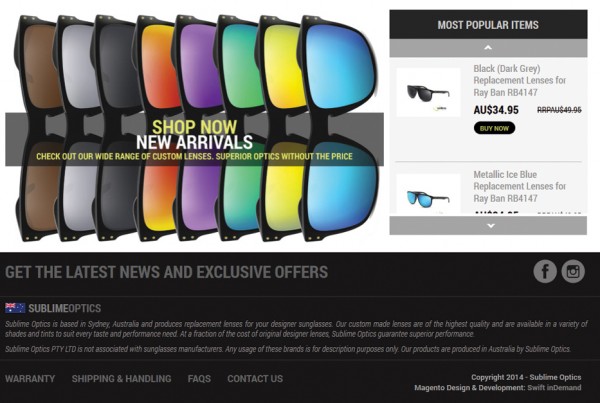 SHOP NOW
NEW ARRIVALS
CHECK OUT OUR WIDE RANGE OF CUSTOM LENSES. SUPERIOR OPTICS WITHOUT THE PRICE
MOST POPULAR ITEMS
Black (Dark Grey)
Replacement Lenses for
Ray Ban RB4147
AU$34.95 RRPAU$49.95
BUY NOW
Metallic Ice Blue
Replacement Lenses for
Ray Ban RB4147
GET THE LATEST NEWS AND EXCLUSIVE OFFERS
SUBLIMEOPTICS
Sublime Optics is based in Sydney, Australia and produces replacement lenses for your designer sunglasses. Our custom made lenses are of the highest quality and are available in a variety of
shades and tints to suit every taste and performance need. At a fraction of the cost of original designer lenses, Sublime Optics guarantee superior performance.
Sublime Optics PTY LTD is not associated with sunglasses manufacturers. Any usage of these brands is for description purposes only. Our products are produced in Australia by Sublime Optics.
WARRANTY SHIPPING & HANDLING FAQS CONTACT US
Copyright 2014 - Sublime Optics
Magento Design & Development: Swift inDemand